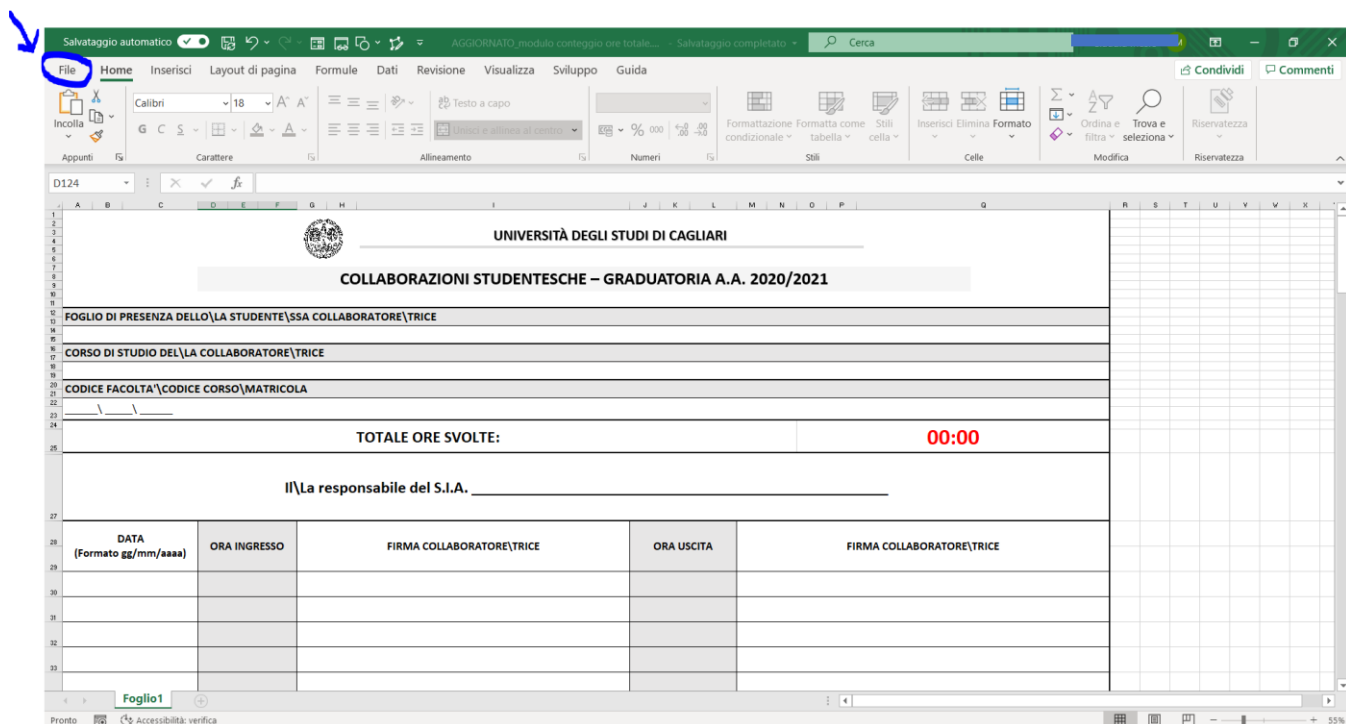 Salvataggio automatico AGGIORNATO_modulo conteggio ore totale... - Salvataggio completato Cerca
File Home Inserisci Layout di pagina Formule Dati Revisione Visualizza Sviluppo Guida Condividi Commenti
Incolla Calibri 18 A A Testo a capo
G C S A Unisci e allinea al centro % 000
Formattazione condizionale Formatta come tabella Stili cella Inserisci Elimina Formato Ordina e filtra Trova e seleziona Riservatezza
Appunti Carattere Allineamento Numeri Stili Celle Modifica Riservatezza
D124 fx
A B C D E F G H I J K L M N O P Q R S T U V W X
UNIVERSITÀ DEGLI STUDI DI CAGLIARI
COLLABORAZIONI STUDENTESCHE – GRADUATORIA A.A. 2020/2021
FOGLIO DI PRESENZA DELLO\LA STUDENTE\SSA COLLABORATORE\TRICE
CORSO DI STUDIO DEL\LA COLLABORATORE\TRICE
CODICE FACOLTA'\CODICE CORSO\MATRICOLA
_____\ ____\ _____
TOTALE ORE SVOLTE: 00:00
Il\La responsabile del S.I.A. ____________________
DATA
(Formato gg/mm/aaaa) ORA INGRESSO FIRMA COLLABORATORE\TRICE ORA USCITA FIRMA COLLABORATORE\TRICE
Foglio1
Pronto Accessibilità: verifica 55%